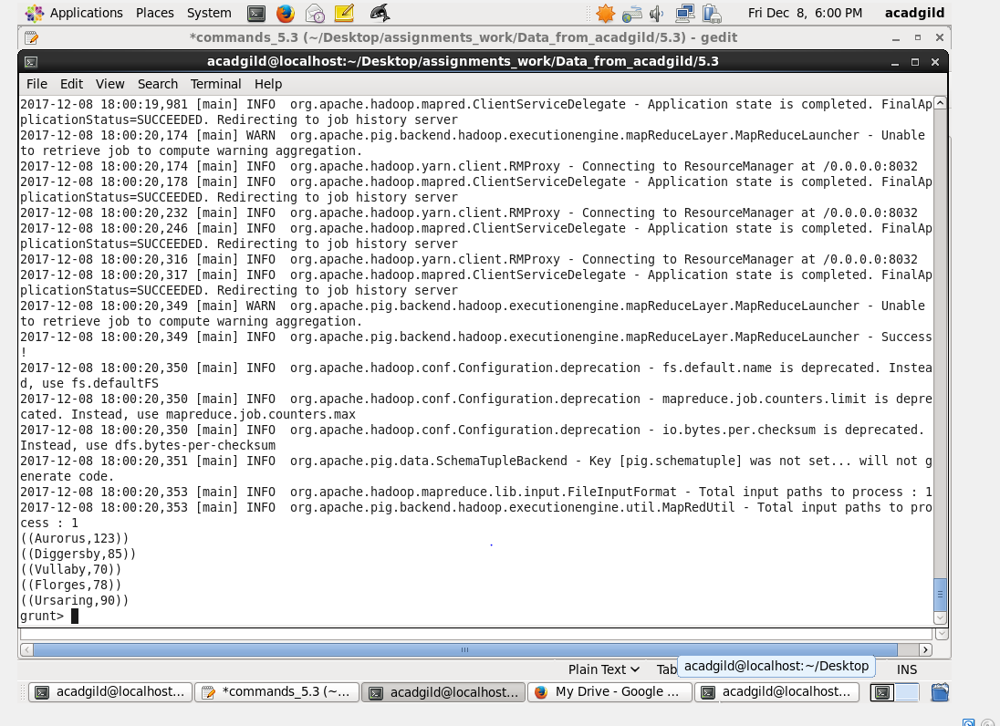 Applications Places System Fri Dec 8, 6:00 PM acadgild
*commands_5.3 (~/Desktop/assignments_work/Data_from_acadgild/5.3) - gedit
acadgild@localhost:~/Desktop/assignments_work/Data_from_acadgild/5.3
File Edit View Search Terminal Help
2017-12-08 18:00:19,981 [main] INFO  org.apache.hadoop.mapred.ClientServiceDelegate - Application state is completed. FinalAp
plicationStatus=SUCCEEDED. Redirecting to job history server
2017-12-08 18:00:20,174 [main] WARN  org.apache.pig.backend.hadoop.executionengine.mapReduceLayer.MapReduceLauncher - Unable
to retrieve job to compute warning aggregation.
2017-12-08 18:00:20,174 [main] INFO  org.apache.hadoop.yarn.client.RMProxy - Connecting to ResourceManager at /0.0.0.0:8032
2017-12-08 18:00:20,178 [main] INFO  org.apache.hadoop.mapred.ClientServiceDelegate - Application state is completed. FinalAp
plicationStatus=SUCCEEDED. Redirecting to job history server
2017-12-08 18:00:20,232 [main] INFO  org.apache.hadoop.yarn.client.RMProxy - Connecting to ResourceManager at /0.0.0.0:8032
2017-12-08 18:00:20,246 [main] INFO  org.apache.hadoop.mapred.ClientServiceDelegate - Application state is completed. FinalAp
plicationStatus=SUCCEEDED. Redirecting to job history server
2017-12-08 18:00:20,316 [main] INFO  org.apache.hadoop.yarn.client.RMProxy - Connecting to ResourceManager at /0.0.0.0:8032
2017-12-08 18:00:20,317 [main] INFO  org.apache.hadoop.mapred.ClientServiceDelegate - Application state is completed. FinalAp
plicationStatus=SUCCEEDED. Redirecting to job history server
2017-12-08 18:00:20,349 [main] WARN  org.apache.pig.backend.hadoop.executionengine.mapReduceLayer.MapReduceLauncher - Unable
to retrieve job to compute warning aggregation.
2017-12-08 18:00:20,349 [main] INFO  org.apache.pig.backend.hadoop.executionengine.mapReduceLayer.MapReduceLauncher - Success
!
2017-12-08 18:00:20,350 [main] INFO  org.apache.hadoop.conf.Configuration.deprecation - fs.default.name is deprecated. Instea
d, use fs.defaultFS
2017-12-08 18:00:20,350 [main] INFO  org.apache.hadoop.conf.Configuration.deprecation - mapreduce.job.counters.limit is depre
cated. Instead, use mapreduce.job.counters.max
2017-12-08 18:00:20,350 [main] INFO  org.apache.hadoop.conf.Configuration.deprecation - io.bytes.per.checksum is deprecated.
Instead, use dfs.bytes-per-checksum
2017-12-08 18:00:20,351 [main] INFO  org.apache.pig.data.SchemaTupleBackend - Key [pig.schematuple] was not set... will not g
enerate code.
2017-12-08 18:00:20,353 [main] INFO  org.apache.hadoop.mapreduce.lib.input.FileInputFormat - Total input paths to process : 1
2017-12-08 18:00:20,353 [main] INFO  org.apache.pig.backend.hadoop.executionengine.util.MapRedUtil - Total input paths to pro
cess : 1
((Aurorus,123))
((Diggersby,85))
((Vullaby,70))
((Florges,78))
((Ursaring,90))
grunt>
Plain Text Tab acadgild@localhost:~/Desktop INS
acadgild@localhost... *commands_5.3 (~... acadgild@localhost... My Drive - Google ... acadgild@localhost...